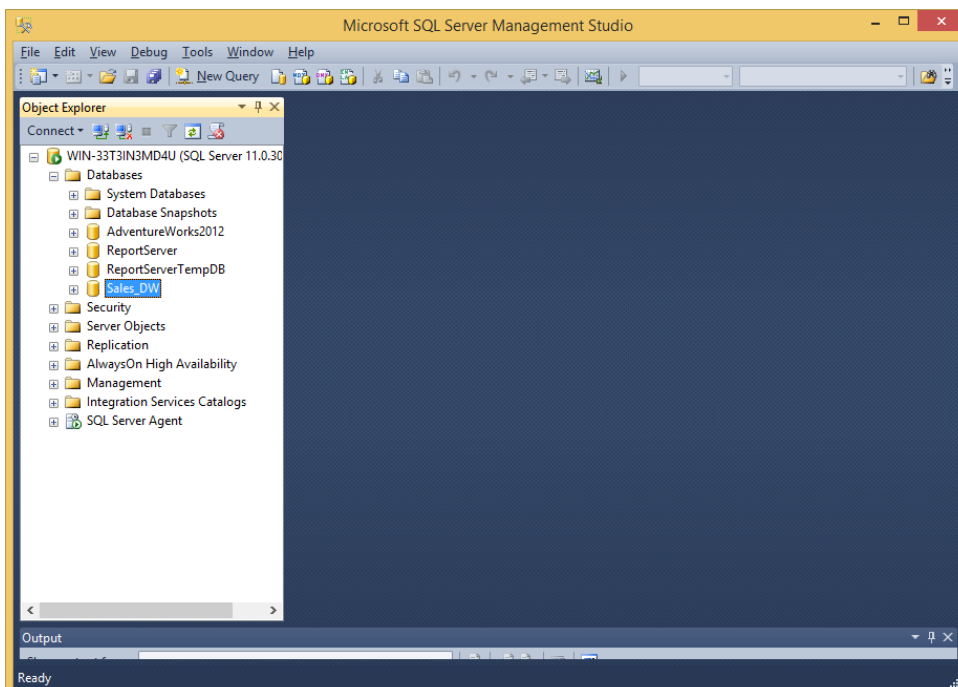 Microsoft SQL Server Management Studio
File Edit View Debug Tools Window Help
New Query
Object Explorer
Connect
WIN-33T3IN3MD4U (SQL Server 11.0.30
Databases
System Databases
Database Snapshots
AdventureWorks2012
ReportServer
ReportServerTempDB
Sales_DW
Security
Server Objects
Replication
AlwaysOn High Availability
Management
Integration Services Catalogs
SQL Server Agent
Output
Ready